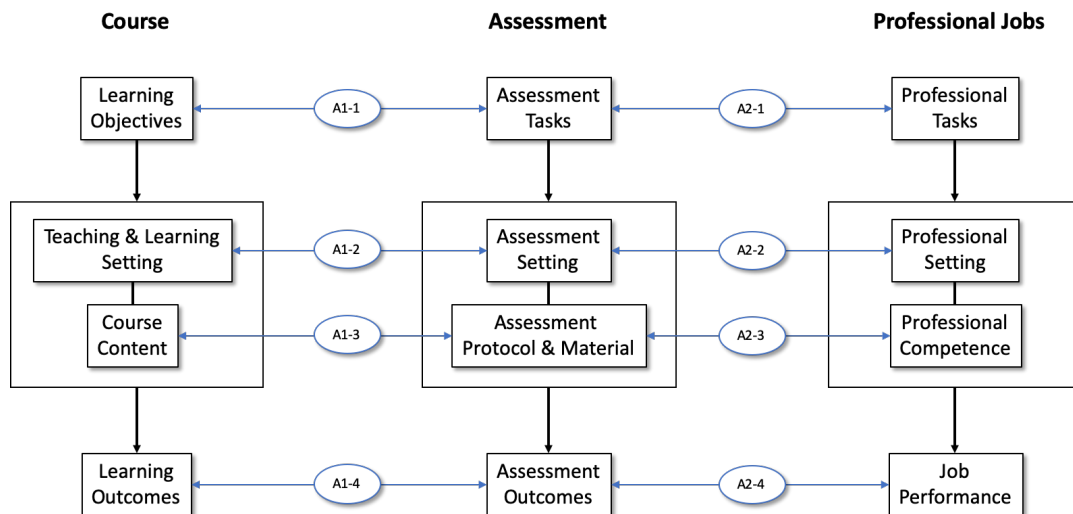 Course
Assessment
Professional Jobs
Learning
Objectives
A1-1
Assessment
Tasks
A2-1
Professional
Tasks
Teaching & Learning
Setting
A1-2
Assessment
Setting
A2-2
Professional
Setting
Course
Content
A1-3
Assessment
Protocol & Material
A2-3
Professional
Competence
Learning
Outcomes
A1-4
Assessment
Outcomes
A2-4
Job
Performance